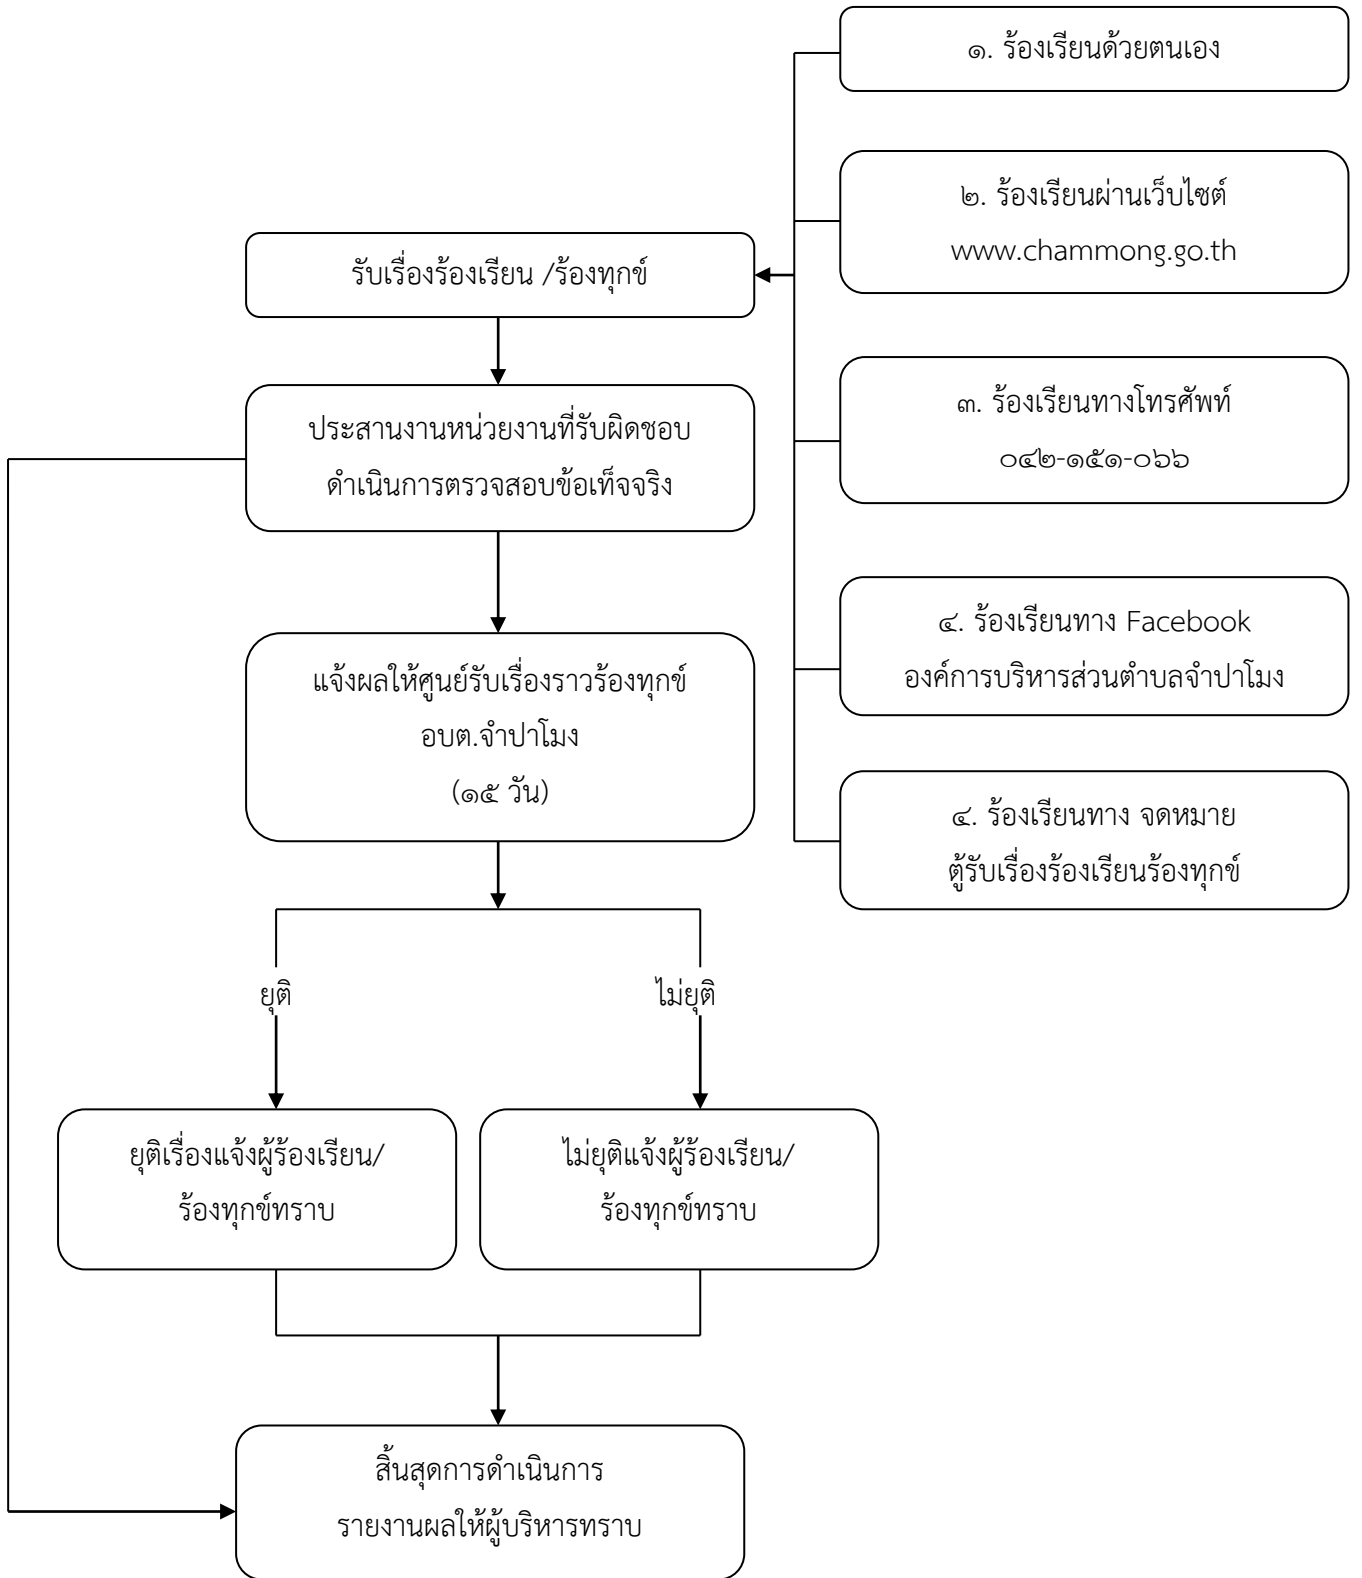 ๑. ร้องเรียนด้วยตนเอง
๒. ร้องเรียนผ่านเว็บไซต์
www.chammong.go.th
รับเรื่องร้องเรียน /ร้องทุกข์
๓. ร้องเรียนทางโทรศัพท์
๐๔๒-๑๕๑-๐๖๖
ประสานงานหน่วยงานที่รับผิดชอบ
ดำเนินการตรวจสอบข้อเท็จจริง
๔. ร้องเรียนทาง Facebook
องค์การบริหารส่วนตำบลจำปาโมง
แจ้งผลให้ศูนย์รับเรื่องราวร้องทุกข์
อบต.จำปาโมง
(๑๕ วัน)
๔. ร้องเรียนทาง จดหมาย
ตู้รับเรื่องร้องเรียนร้องทุกข์
ยุติ
ไม่ยุติ
ยุติเรื่องแจ้งผู้ร้องเรียน/
ร้องทุกข์ทราบ
ไม่ยุติแจ้งผู้ร้องเรียน/
ร้องทุกข์ทราบ
สิ้นสุดการดำเนินการ
รายงานผลให้ผู้บริหารทราบ